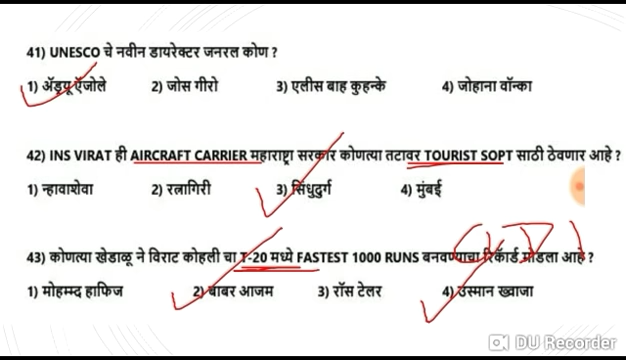 41) UNESCO चे नवीन डायरेक्टर जनरल कोण ?
1) ॲड्र्यू ऍंजोले 2) जोस गीरो 3) एलीस बाह कुहन्के 4) जोहाना वॉन्का
42) INS VIRAT ही AIRCRAFT CARRIER महाराष्ट्रा सरकार कोणत्या तटावर TOURIST SOPT साठी ठेवणार आहे ?
1) न्हावाशेवा 2) रत्नागिरी 3) सिंधुदुर्ग 4) मुंबई
43) कोणत्या खेडाळू ने विराट कोहली चा T-20 मध्ये FASTEST 1000 RUNS बनवण्याचा रिकॉर्ड मोडला आहे ?
1) मोहम्मद हाफिज 2) बाबर आजम 3) रॉस टेलर 4) उस्मान ख्वाजा
DU Recorder